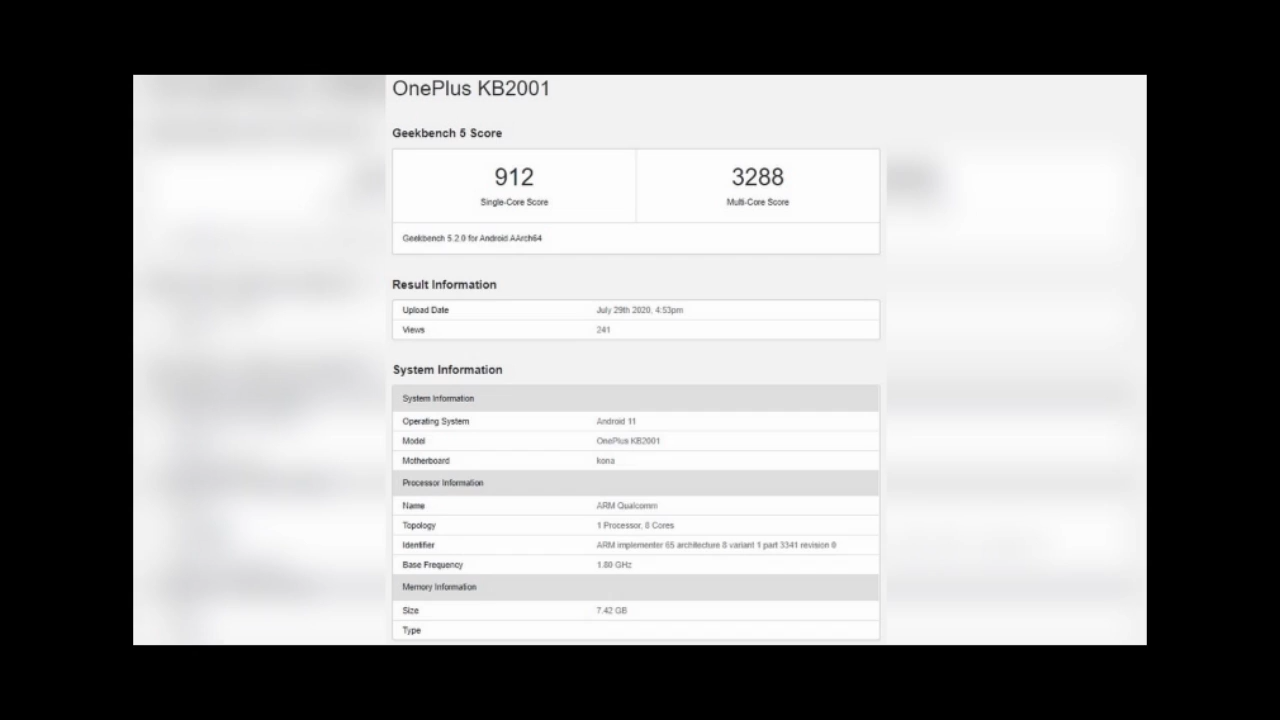 OnePlus KB2001
Geekbench 5 Score
912 3288
Single-Core Score Multi-Core Score
Geekbench 5.2.0 for Android AArch64
Result Information
Upload Date July 29th 2020, 4:53pm
Views 241
System Information
System Information
Operating System Android 11
Model OnePlus KB2001
Motherboard kona
Processor Information
Name ARM Qualcomm
Topology 1 Processor, 8 Cores
Identifier ARM implementer 65 architecture 8 variant 1 part 3341 revision 0
Base Frequency 1.80 GHz
Memory Information
Size 7.42 GB
Type